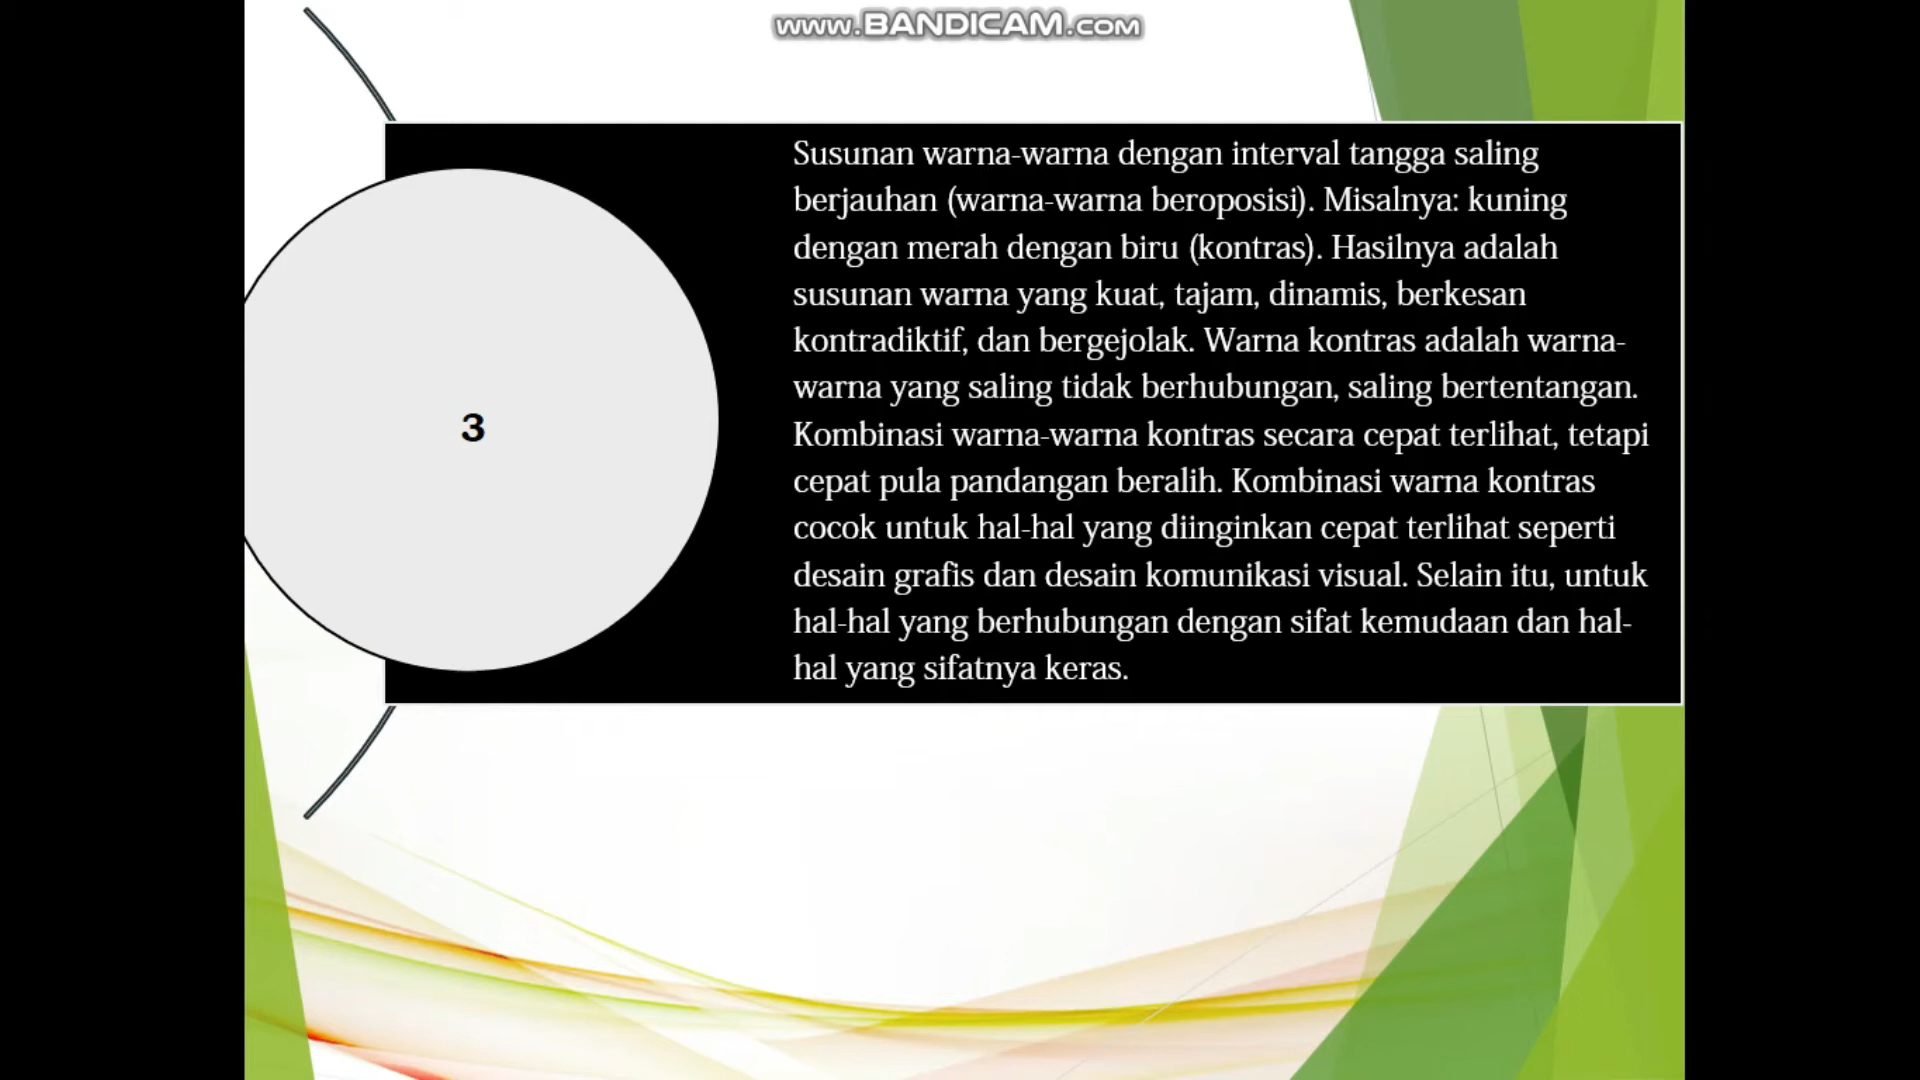 www.BANDICAM.com
Susunan warna-warna dengan interval tangga saling
berjauhan (warna-warna beroposisi). Misalnya: kuning
dengan merah dengan biru (kontras). Hasilnya adalah
susunan warna yang kuat, tajam, dinamis, berkesan
kontradiktif, dan bergejolak. Warna kontras adalah warna-
warna yang saling tidak berhubungan, saling bertentangan.
Kombinasi warna-warna kontras secara cepat terlihat, tetapi
cepat pula pandangan beralih. Kombinasi warna kontras
cocok untuk hal-hal yang diinginkan cepat terlihat seperti
desain grafis dan desain komunikasi visual. Selain itu, untuk
hal-hal yang berhubungan dengan sifat kemudaan dan hal-
hal yang sifatnya keras.
3